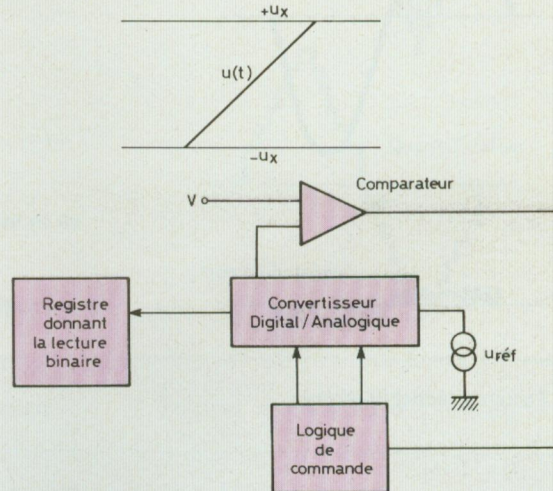 +ux
u(t)
-ux
V
Comparateur
Registre
donnant
la lecture
binaire
Convertisseur
Digital / Analogique
uréf
Logique
de
commande